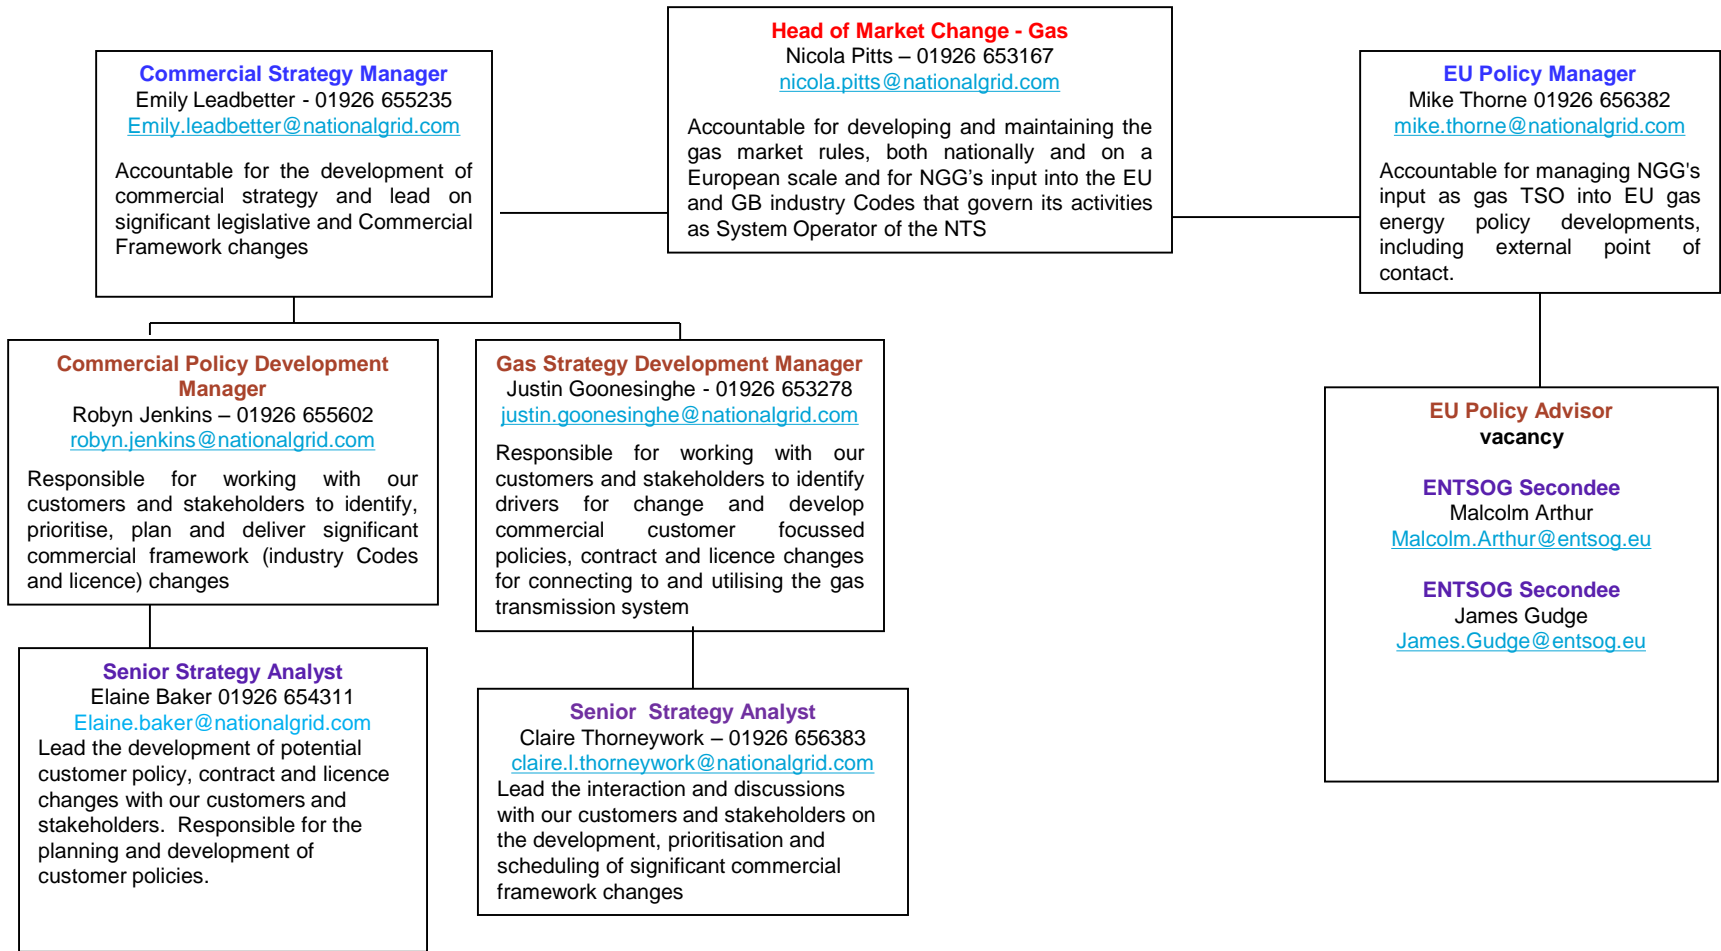 Head of Market Change - Gas
Nicola Pitts – 01926 653167
nicola.pitts@nationalgrid.com
Accountable for developing and maintaining the
gas market rules, both nationally and on a
European scale and for NGG's input into the EU
and GB industry Codes that govern its activities
as System Operator of the NTS
Commercial Strategy Manager
Emily Leadbetter - 01926 655235
Emily.leadbetter@nationalgrid.com
Accountable for the development of
commercial strategy and lead on
significant legislative and Commercial
Framework changes
EU Policy Manager
Mike Thorne 01926 656382
mike.thorne@nationalgrid.com
Accountable for managing NGG's
input as gas TSO into EU gas
energy policy developments,
including external point of
contact.
Commercial Policy Development
Manager
Robyn Jenkins – 01926 655602
robyn.jenkins@nationalgrid.com
Responsible for working with our
customers and stakeholders to identify,
prioritise, plan and deliver significant
commercial framework (industry Codes
and licence) changes
Gas Strategy Development Manager
Justin Goonesinghe - 01926 653278
justin.goonesinghe@nationalgrid.com
Responsible for working with our
customers and stakeholders to identify
drivers for change and develop
commercial customer focussed
policies, contract and licence changes
for connecting to and utilising the gas
transmission system
EU Policy Advisor
vacancy
ENTSOG Secondee
Malcolm Arthur
Malcolm.Arthur@entsog.eu
ENTSOG Secondee
James Gudge
James.Gudge@entsog.eu
Senior Strategy Analyst
Elaine Baker 01926 654311
Elaine.baker@nationalgrid.com
Lead the development of potential
customer policy, contract and licence
changes with our customers and
stakeholders. Responsible for the
planning and development of
customer policies.
Senior Strategy Analyst
Claire Thorneywork – 01926 656383
claire.l.thorneywork@nationalgrid.com
Lead the interaction and discussions
with our customers and stakeholders on
the development, prioritisation and
scheduling of significant commercial
framework changes